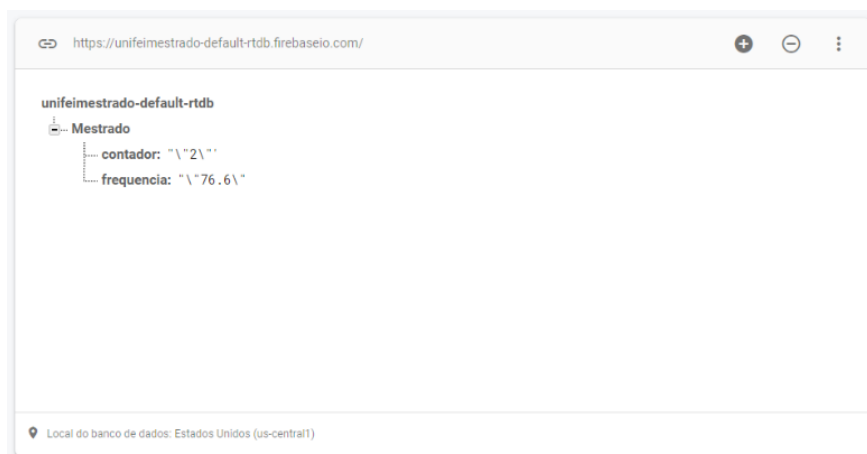 https://unifeimestrado-default-rtdb.firebaseio.com/
unifeimestrado-default-rtdb
Mestrado
contador: "\"2\"'
frequencia: "\"76.6\"
Local do banco de dados: Estados Unidos (us-central1)